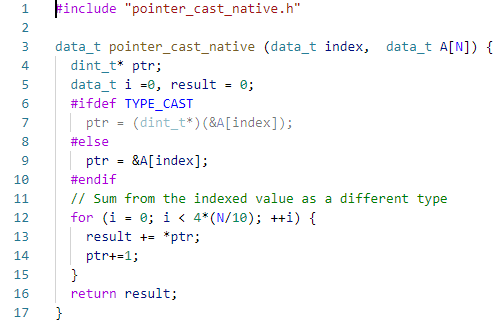 1 #include "pointer_cast_native.h"
2
3 data_t pointer_cast_native (data_t index,  data_t A[N]) {
4   dint_t* ptr;
5   data_t i =0, result = 0;
6   #ifdef TYPE_CAST
7     ptr = (dint_t*)(&A[index]);
8   #else
9     ptr = &A[index];
10   #endif
11   // Sum from the indexed value as a different type
12   for (i = 0; i < 4*(N/10); ++i) {
13     result += *ptr;
14     ptr+=1;
15   }
16   return result;
17 }